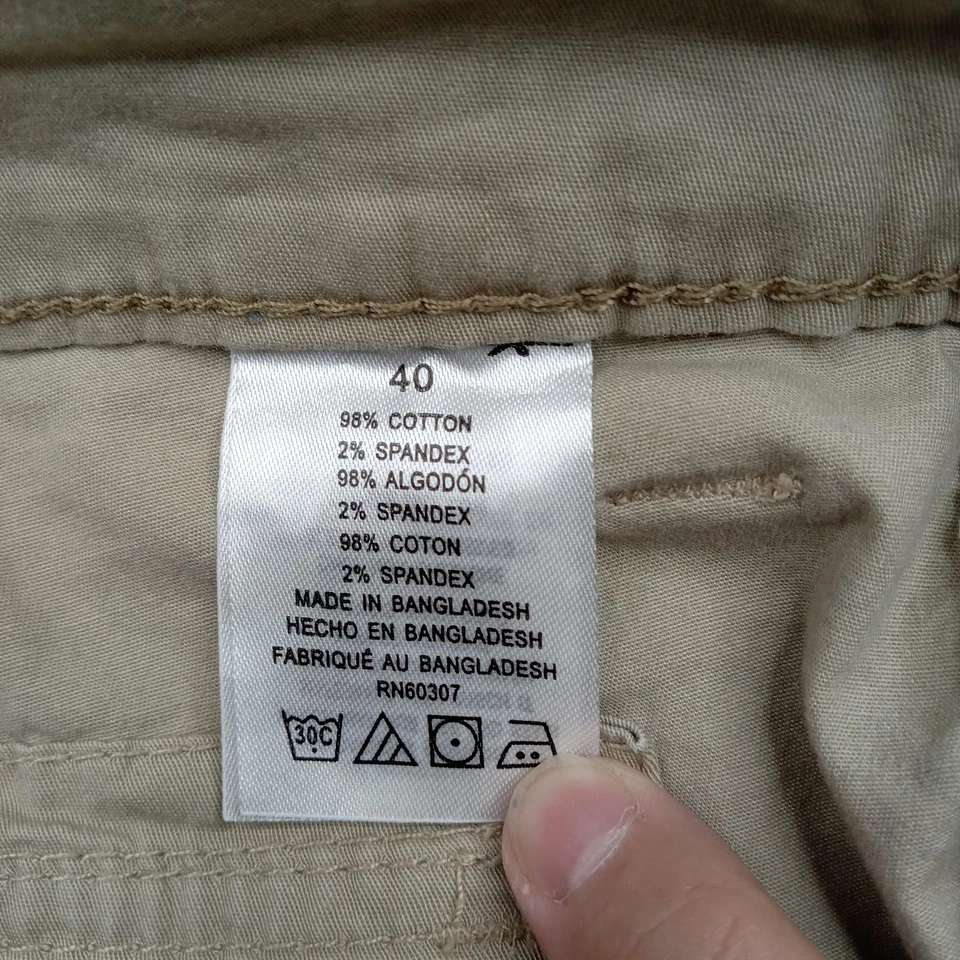 40
98% COTTON
2% SPANDEX
98% ALGODÓN
2% SPANDEX
98% COTON
2% SPANDEX
MADE IN BANGLADESH
HECHO EN BANGLADESH
FABRIQUÉ AU BANGLADESH
RN60307
30C